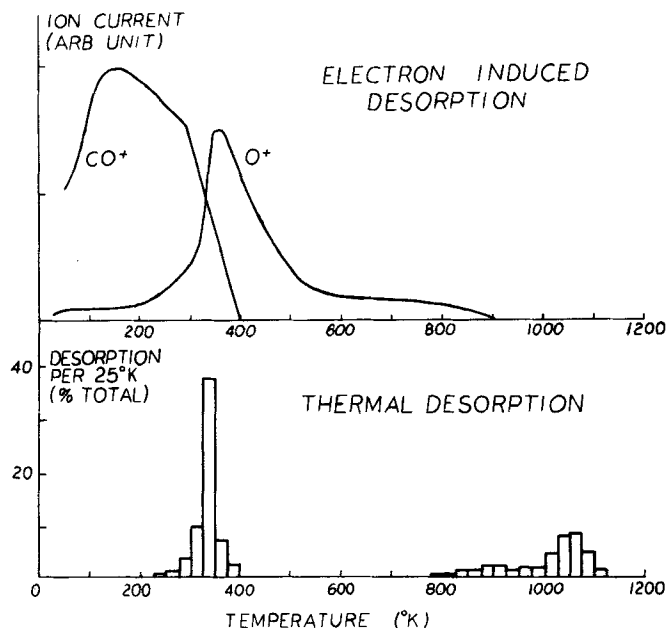 ION CURRENT
(ARB UNIT)
ELECTRON INDUCED
DESORPTION
CO+
O+
200 400 600 800 1000 1200
DESORPTION
PER 25°K
(% TOTAL)
THERMAL DESORPTION
40
20
0 200 400 600 800 1000 1200
TEMPERATURE (°K)